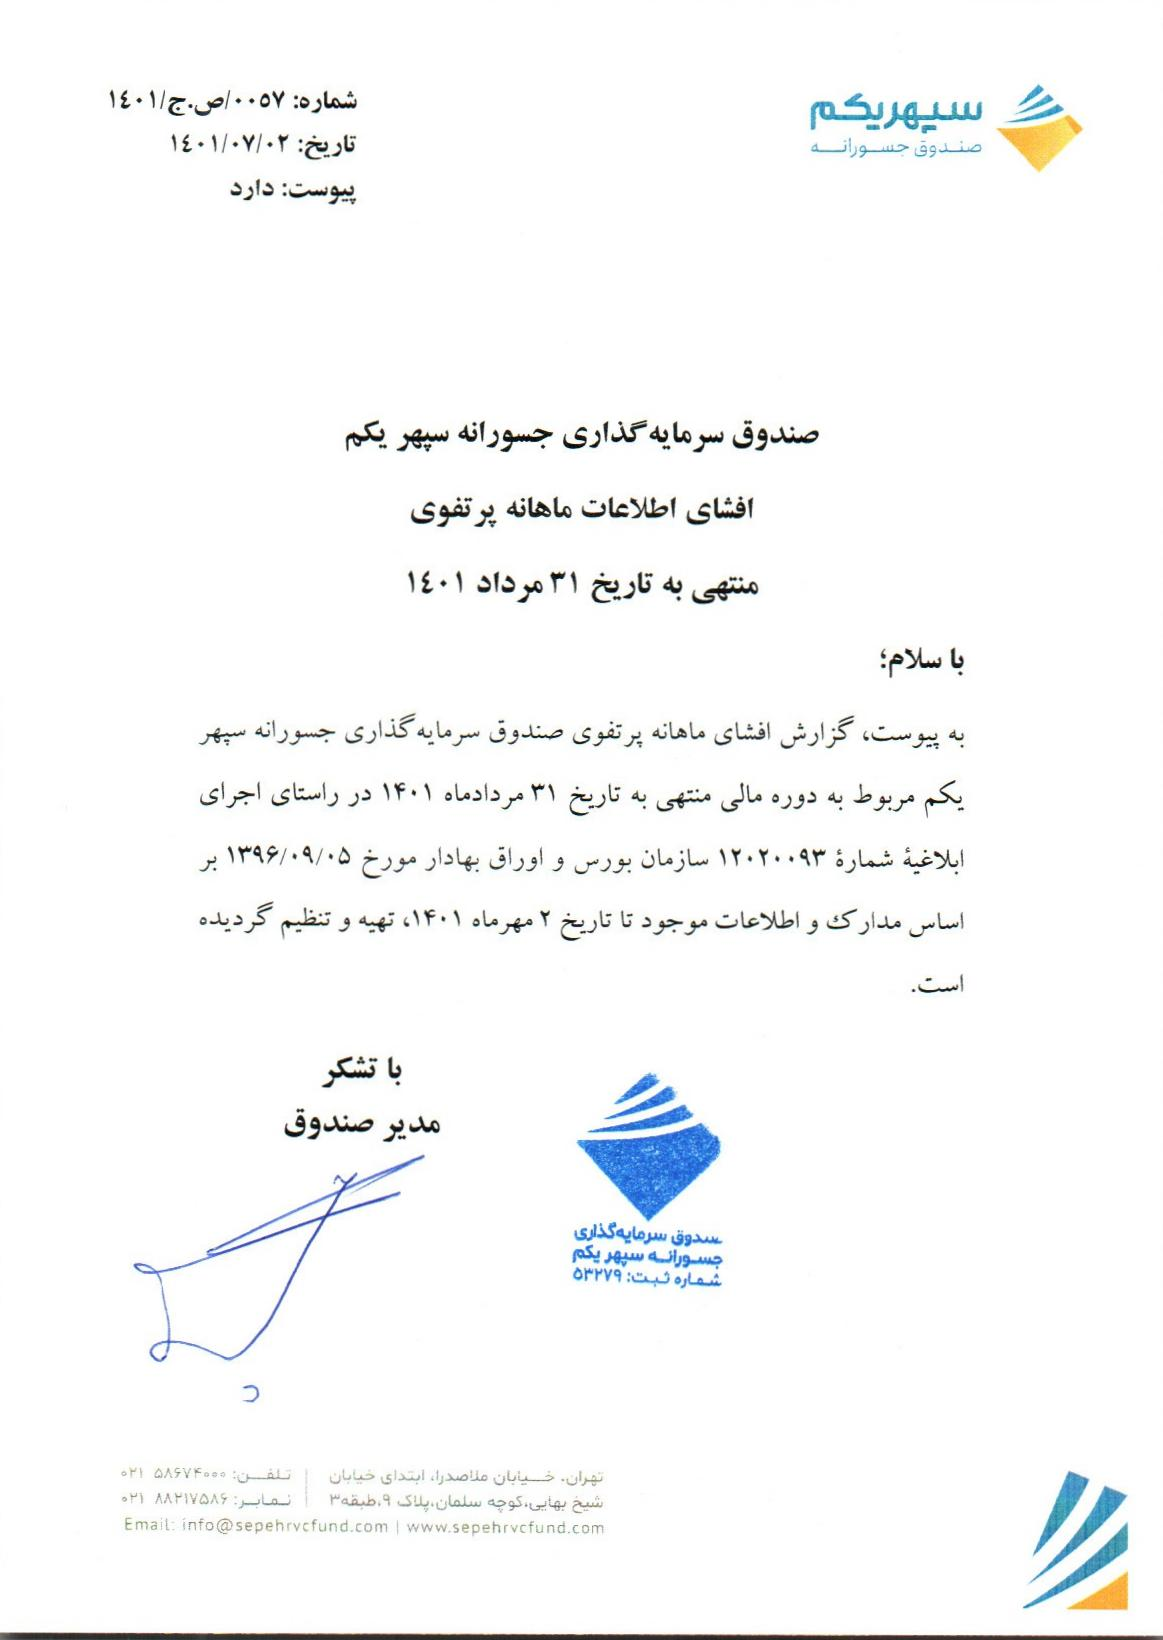 سپهریکم
صندوق جسورانه
شماره: ۰۰۵۷/ص.ج/۱۴۰۱
تاریخ: ۱۴۰۱/۰۷/۰۲
پیوست: دارد
صندوق سرمایه‌گذاری جسورانه سپهر یکم
افشای اطلاعات ماهانه پرتفوی
منتهی به تاریخ ۳۱ مرداد ۱۴۰۱
با سلام؛
به پیوست، گزارش افشای ماهانه پرتفوی صندوق سرمایه‌گذاری جسورانه سپهر
یکم مربوط به دوره مالی منتهی به تاریخ ۳۱ مردادماه ۱۴۰۱ در راستای اجرای
ابلاغیهٔ شمارهٔ ۱۲۰۲۰۰۹۳ سازمان بورس و اوراق بهادار مورخ ۱۳۹۶/۰۹/۰۵ بر
اساس مدارک و اطلاعات موجود تا تاریخ ۲ مهرماه ۱۴۰۱، تهیه و تنظیم گردیده
است.
با تشکر
مدیر صندوق
صندوق سرمایه‌گذاری
جسورانه سپهر یکم
شماره ثبت: ۵۳۲۷۹
تهران، خیابان ملاصدرا، ابتدای خیابان
شیخ بهایی،کوچه سلمان،پلاک ۹،طبقه۳
تلفن: ۵۸۶۷۴۰۰۰ ۰۲۱
نمابر: ۸۸۲۱۷۵۸۶ ۰۲۱
Email: info@sepehrvcfund.com | www.sepehrvcfund.com